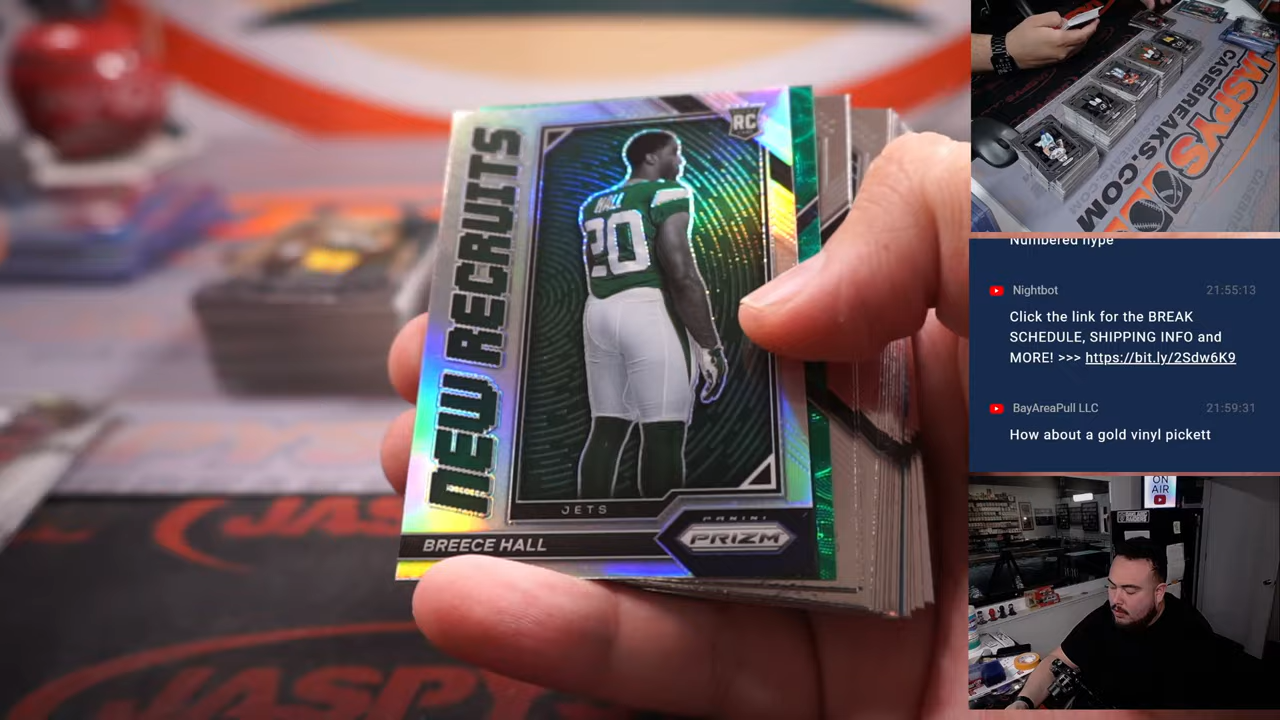 NEW RECRUITS
RC
HALL
20
JETS
BREECE HALL
PANINI
PRIZM
JASPYS
CASEBREAKS.COM
Numbered hype
Nightbot
21:55:13
Click the link for the BREAK
SCHEDULE, SHIPPING INFO and
MORE! >>> https://bit.ly/2Sdw6K9
BayAreaPull LLC
21:59:31
How about a gold vinyl pickett
ON
AIR
JASPYS